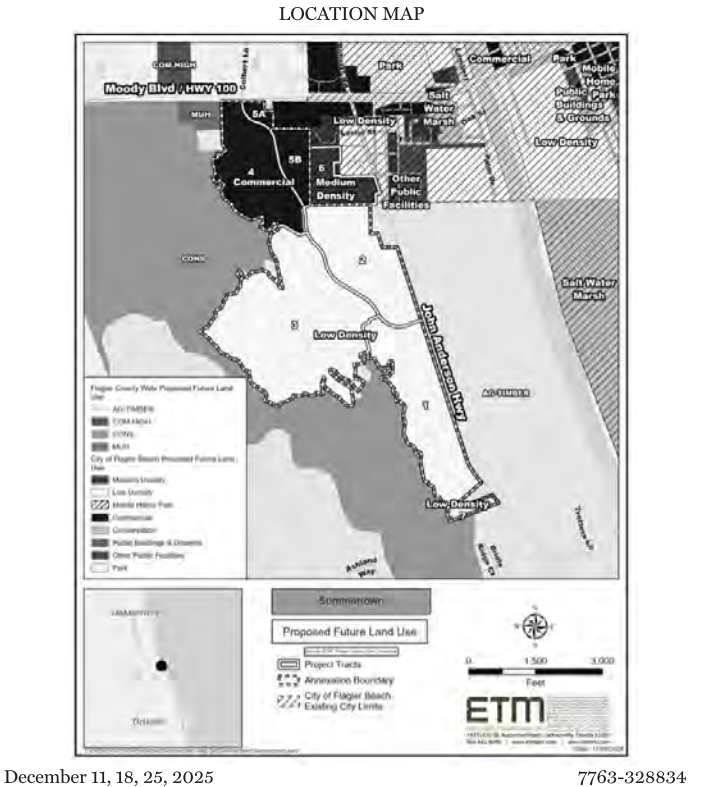 LOCATION MAP
COM-HIGH
Colbert Ln
Park
Commercial
Park
Mobile
Home
Park
Moody Blvd / HWY 100
Public
Buildings
& Grounds
MUH
5A
Low Density
Salt
Water
Marsh
Low Density
4
Commercial
5B
6
Medium
Density
Other
Public
Facilities
CONS
2
Salt Water
Marsh
3
Low Density
John Anderson Hwy
1
AG-TIMBER
Low Density
Ashland
Way
Flagler County Wide Proposed Future Land
Use
AG-TIMBER
COM-HIGH
CONS
MUH
City of Flagler Beach Proposed Future Land
Use
Medium Density
Low Density
Mobile Home Park
Commercial
Conservation
Public Buildings & Grounds
Other Public Facilities
Park
Orlando
Summertown
Proposed Future Land Use
Project Tracts
Annexation Boundary
City of Flagler Beach
Existing City Limits
N
W
E
S
0
1,500
3,000
Feet
ETM
December 11, 18, 25, 2025
7763-328834